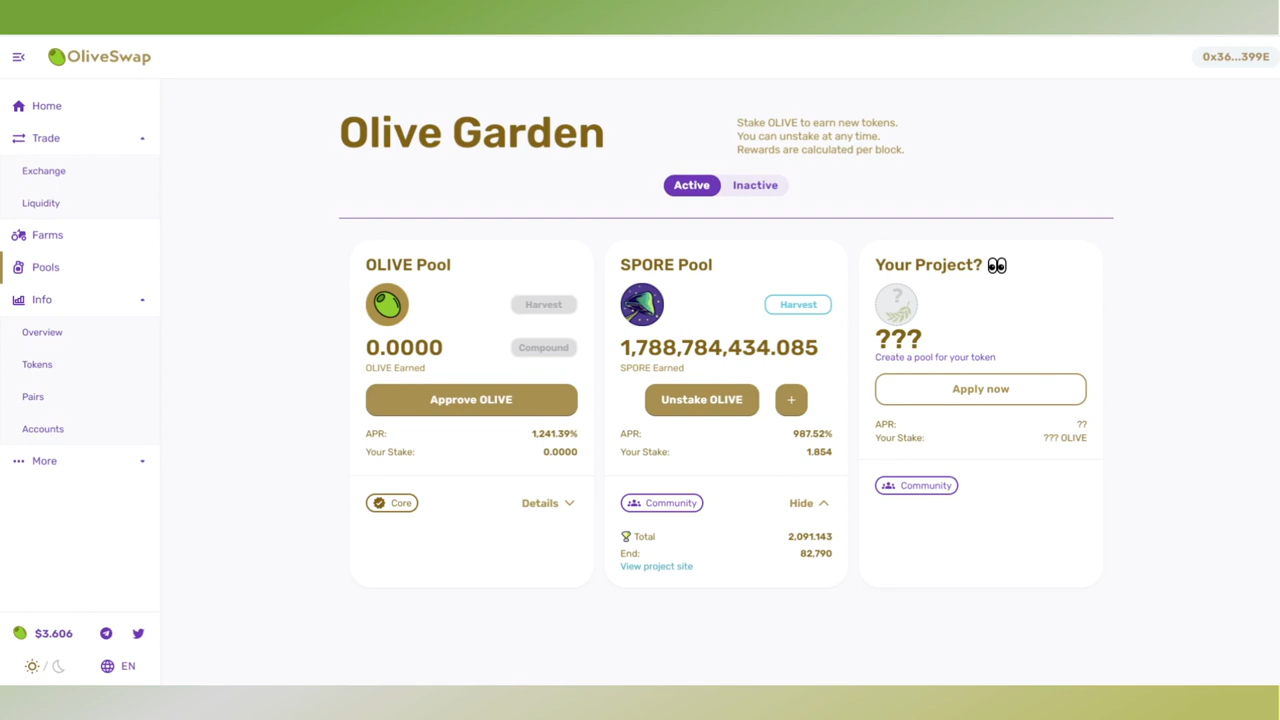 OliveSwap
0x36...399E
Home
Trade
Exchange
Liquidity
Farms
Pools
Info
Overview
Tokens
Pairs
Accounts
More
$3.606
/
EN
Olive Garden
Stake OLIVE to earn new tokens.
You can unstake at any time.
Rewards are calculated per block.
Active
Inactive
OLIVE Pool
Harvest
0.0000
Compound
OLIVE Earned
Approve OLIVE
APR: 1,241.39%
Your Stake: 0.0000
Core
Details
SPORE Pool
Harvest
1,788,784,434.085
SPORE Earned
Unstake OLIVE
+
APR: 987.52%
Your Stake: 1.854
Community
Hide
Total 2,091.143
End: 82,790
View project site
Your Project? 👀
?
???
Create a pool for your token
Apply now
APR: ??
Your Stake: ??? OLIVE
Community